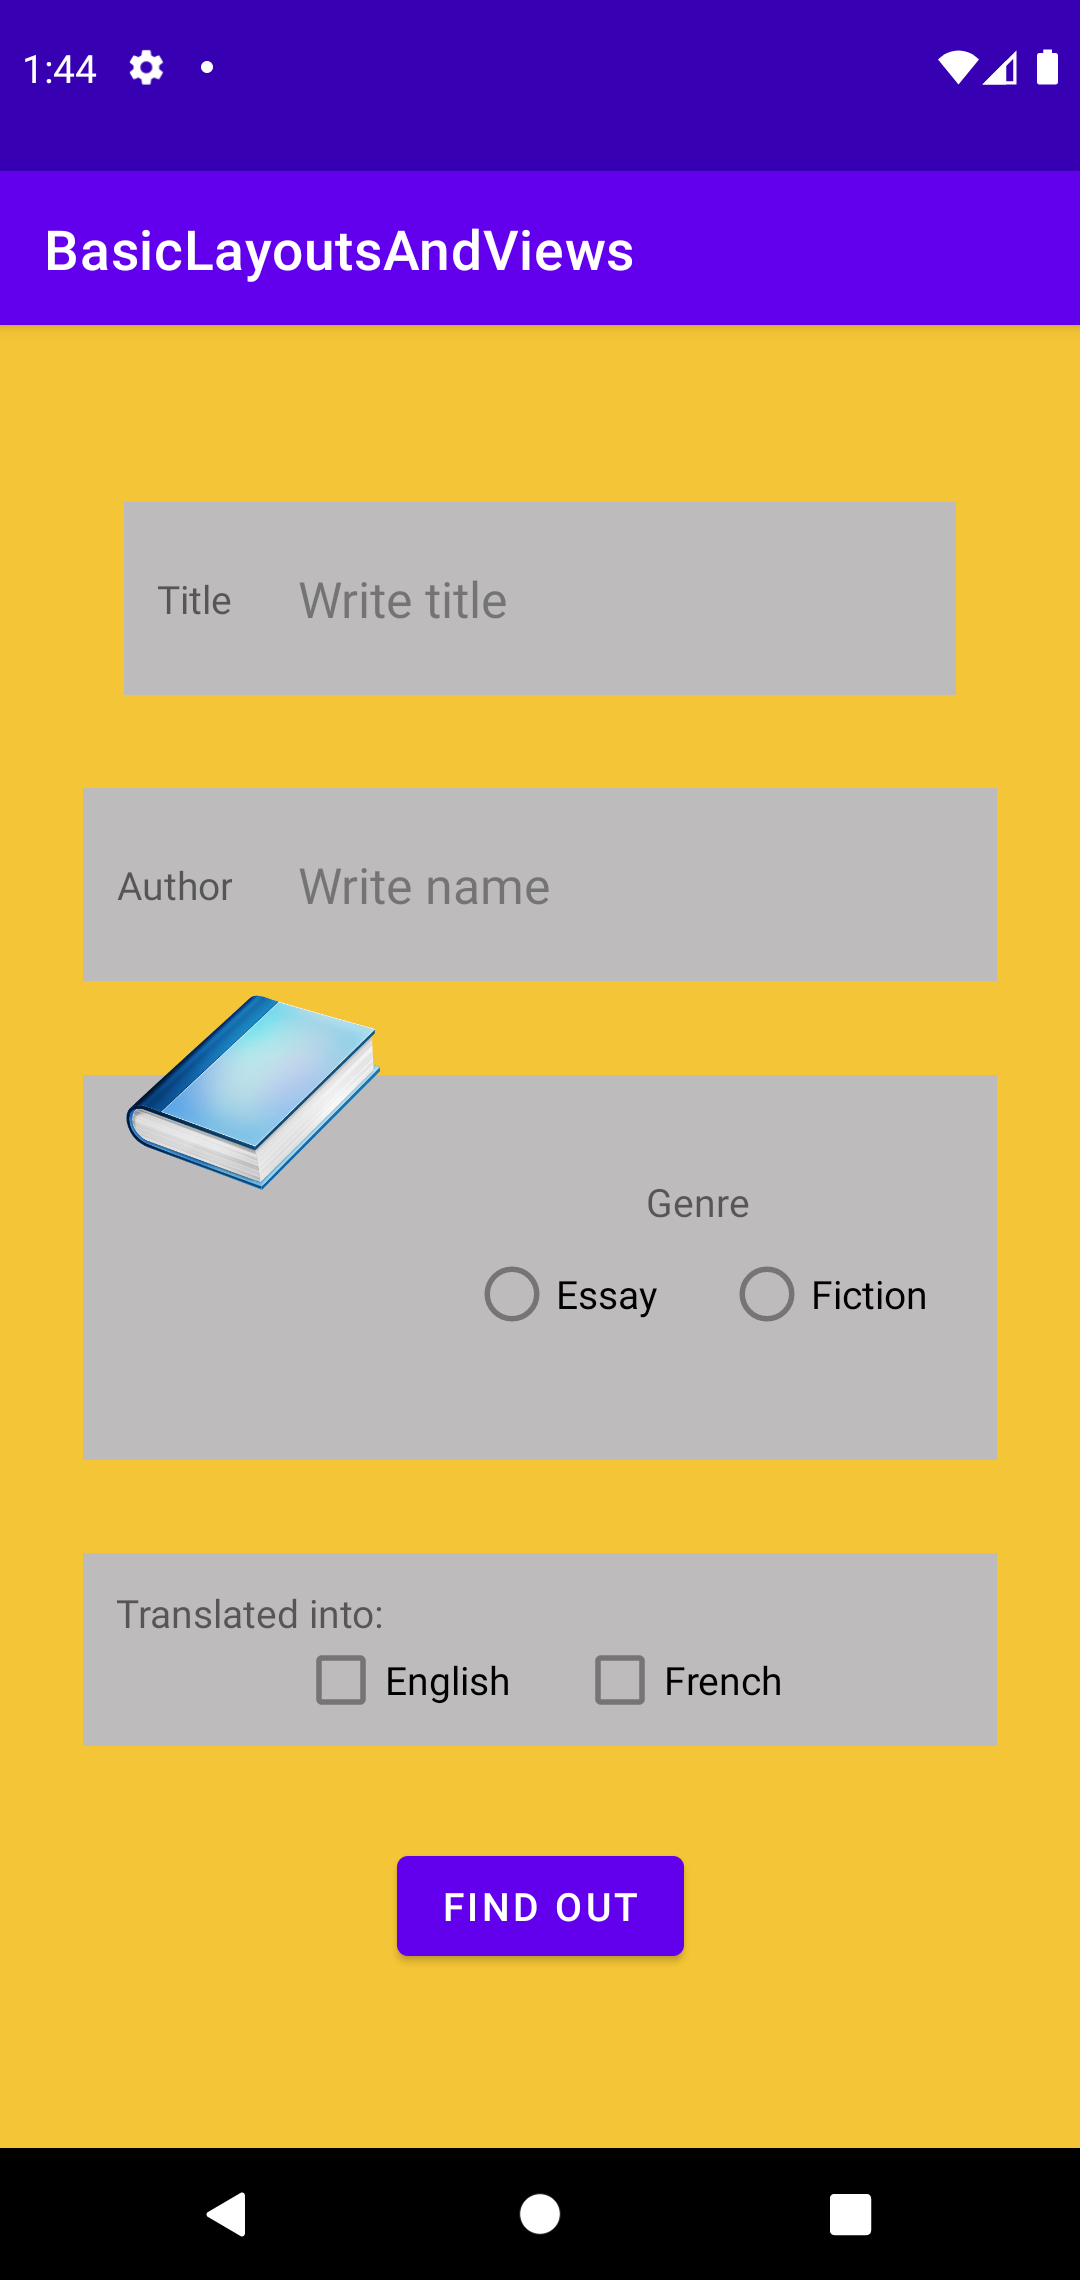 1:44
BasicLayoutsAndViews
Title Write title
Author Write name
Genre
Essay Fiction
Translated into:
English French
FIND OUT